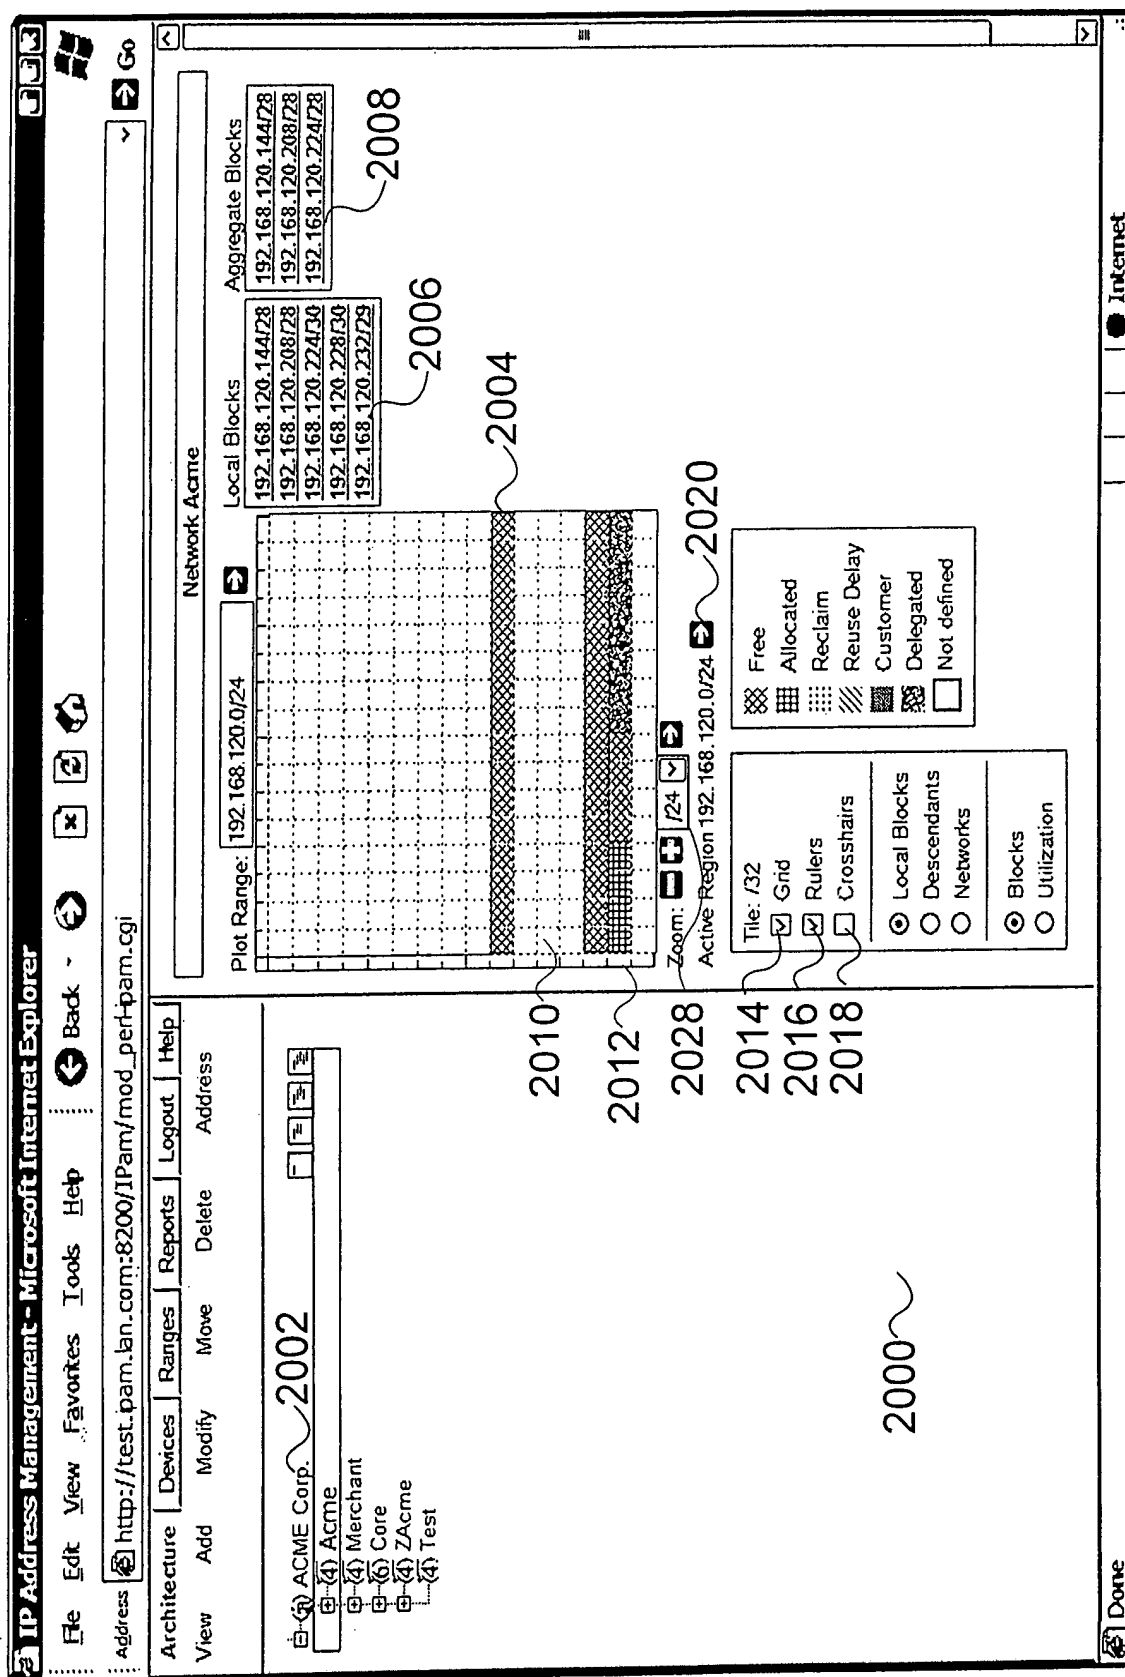 IP Address Management - Microsoft Internet Explorer
File Edit View Favorites Tools Help
Back
Address http://test.ipam.lan.com:8200/IPam/mod_perl-ipam.cgi
Go
Architecture Devices Ranges Reports Logout Help
View Add Modify Move Delete Address
ACME Corp.
2002
(4) Acme
(4) Merchant
(6) Core
(4) ZAcme
(4) Test
2000
Network Acme
Plot Range: 192.168.120.0/24
Local Blocks
192.168.120.144/28
192.168.120.208/28
192.168.120.224/30
192.168.120.228/30
192.168.120.232/29
2006
Aggregate Blocks
192.168.120.144/28
192.168.120.208/28
192.168.120.224/28
2008
2004
2010
2012
Zoom: /24
2028
Active Region 192.168.120.0/24
2020
Tile: /32
2014
Grid
2016
Rulers
2018
Crosshairs
Local Blocks
Descendants
Networks
Blocks
Utilization
Free
Allocated
Reclaim
Reuse Delay
Customer
Delegated
Not defined
Done
Internet